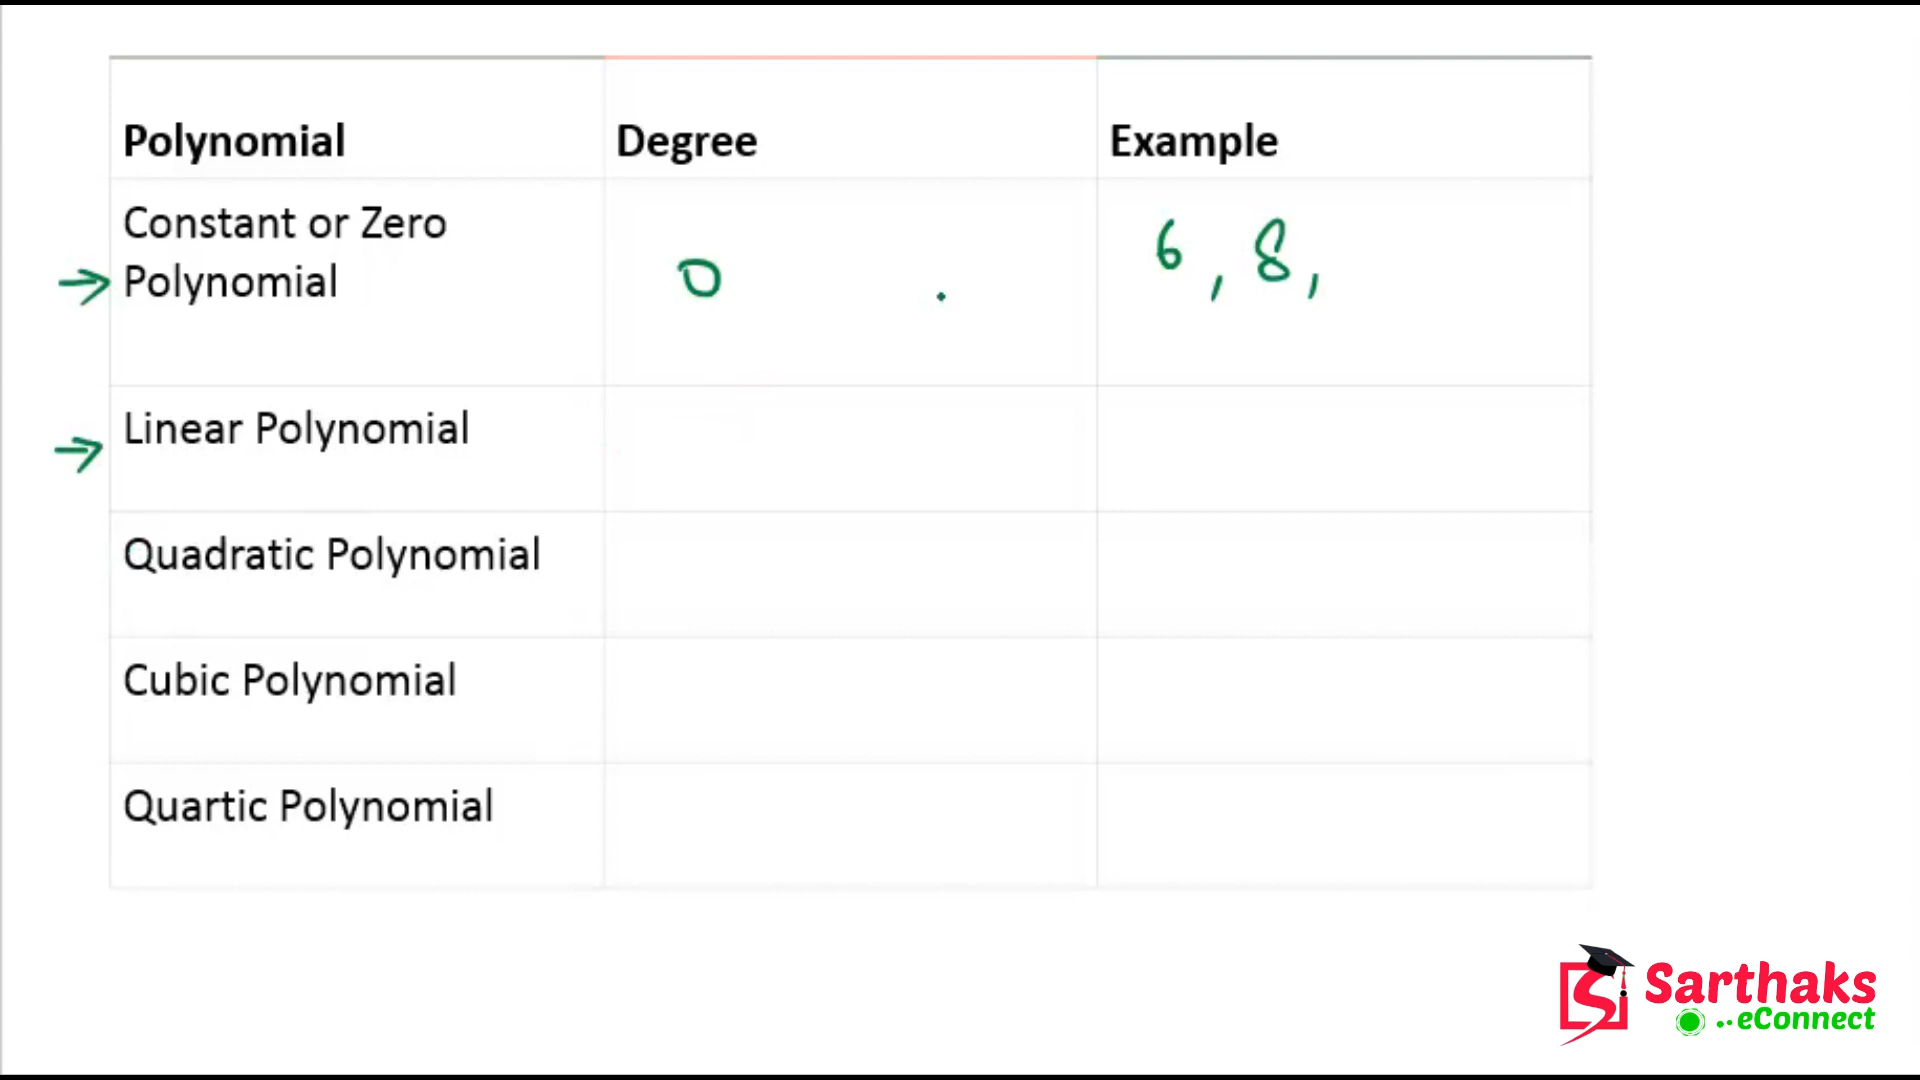 Polynomial Degree Example
Constant or Zero
Polynomial 0 . 6, 8,
→
Linear Polynomial
→
Quadratic Polynomial
Cubic Polynomial
Quartic Polynomial
Sarthaks
eConnect